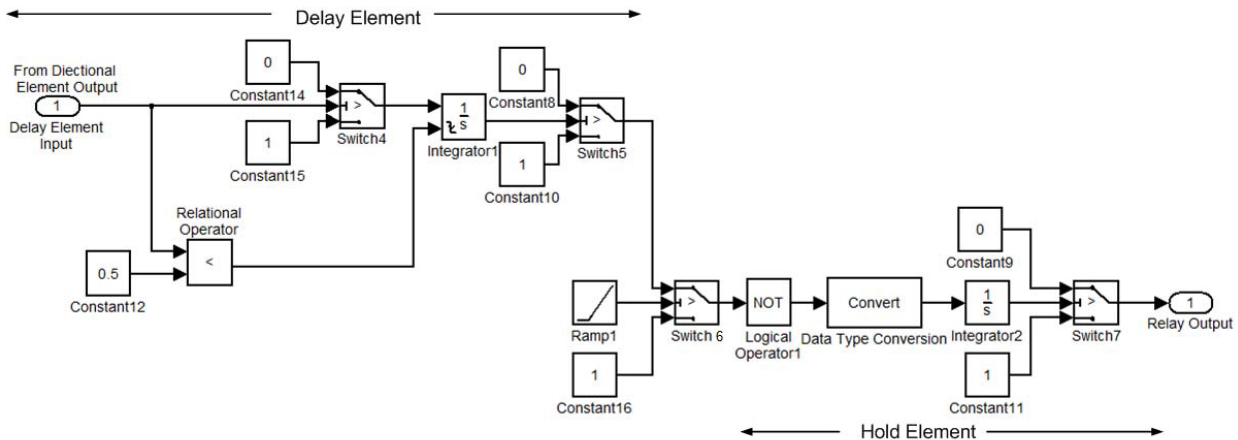 Delay Element
From Diectional
Element Output
1
Delay Element
Input
0
Constant14
1
Constant15
>
Switch4
1
s
Integrator1
0
Constant8
1
Constant10
>
Switch5
Relational
Operator
<
0.5
Constant12
Ramp1
1
Constant16
>
Switch 6
NOT
Logical
Operator1
Convert
Data Type Conversion
1
s
Integrator2
0
Constant9
1
Constant11
>
Switch7
1
Relay Output
Hold Element